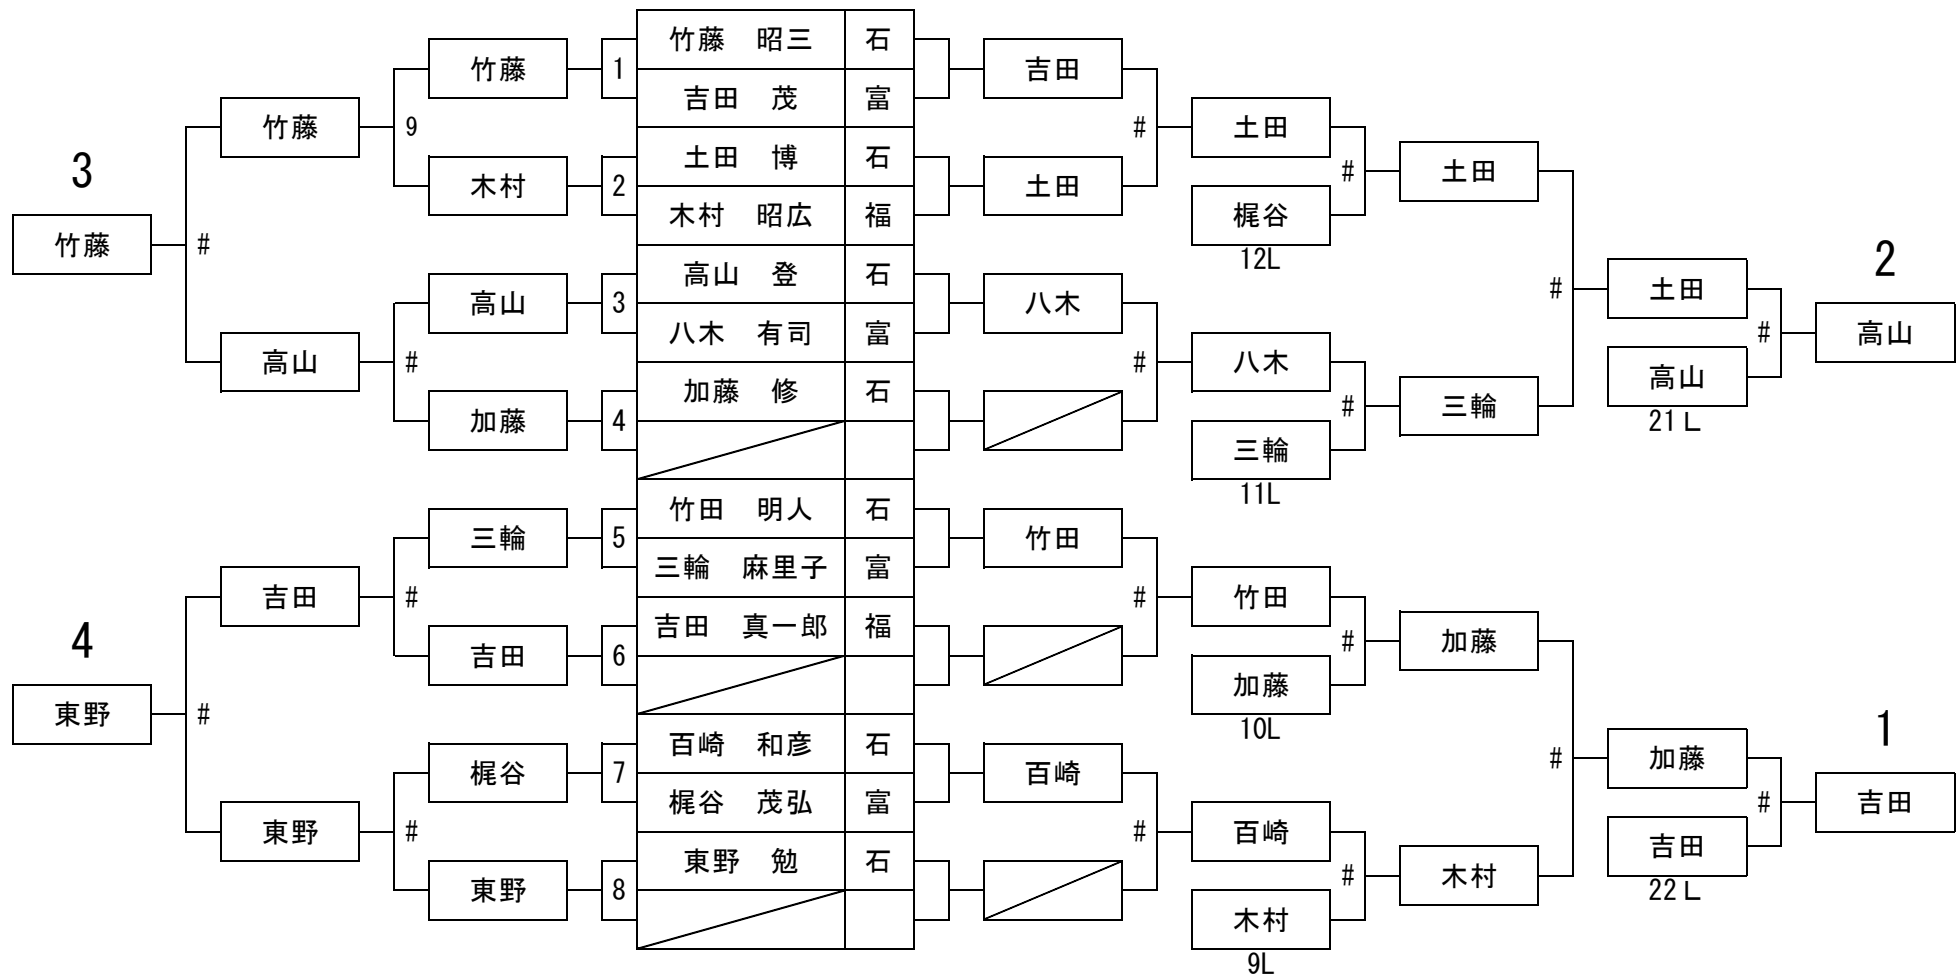 竹藤　昭三 石
竹藤 1 吉田
吉田　茂 富
竹藤 9 # 土田
土田　博 石
3 木村 2 土田 # 土田
木村　昭広 福 梶谷
竹藤 # 12L 2
高山　登 石
高山 3 八木 # 土田
八木　有司 富 # 高山
高山 # # 八木
加藤　修 石 高山
加藤 4 # 三輪 21L
三輪
11L
竹田　明人 石
三輪 5 竹田
三輪　麻里子 富
吉田 # # 竹田
吉田　真一郎 福
4 吉田 6 # 加藤
加藤
東野 # 10L 1
百崎　和彦 石
梶谷 7 百崎 # 加藤
梶谷　茂弘 富 # 吉田
東野 # # 百崎
東野　勉 石 吉田
東野 8 # 木村 22L
木村
9L